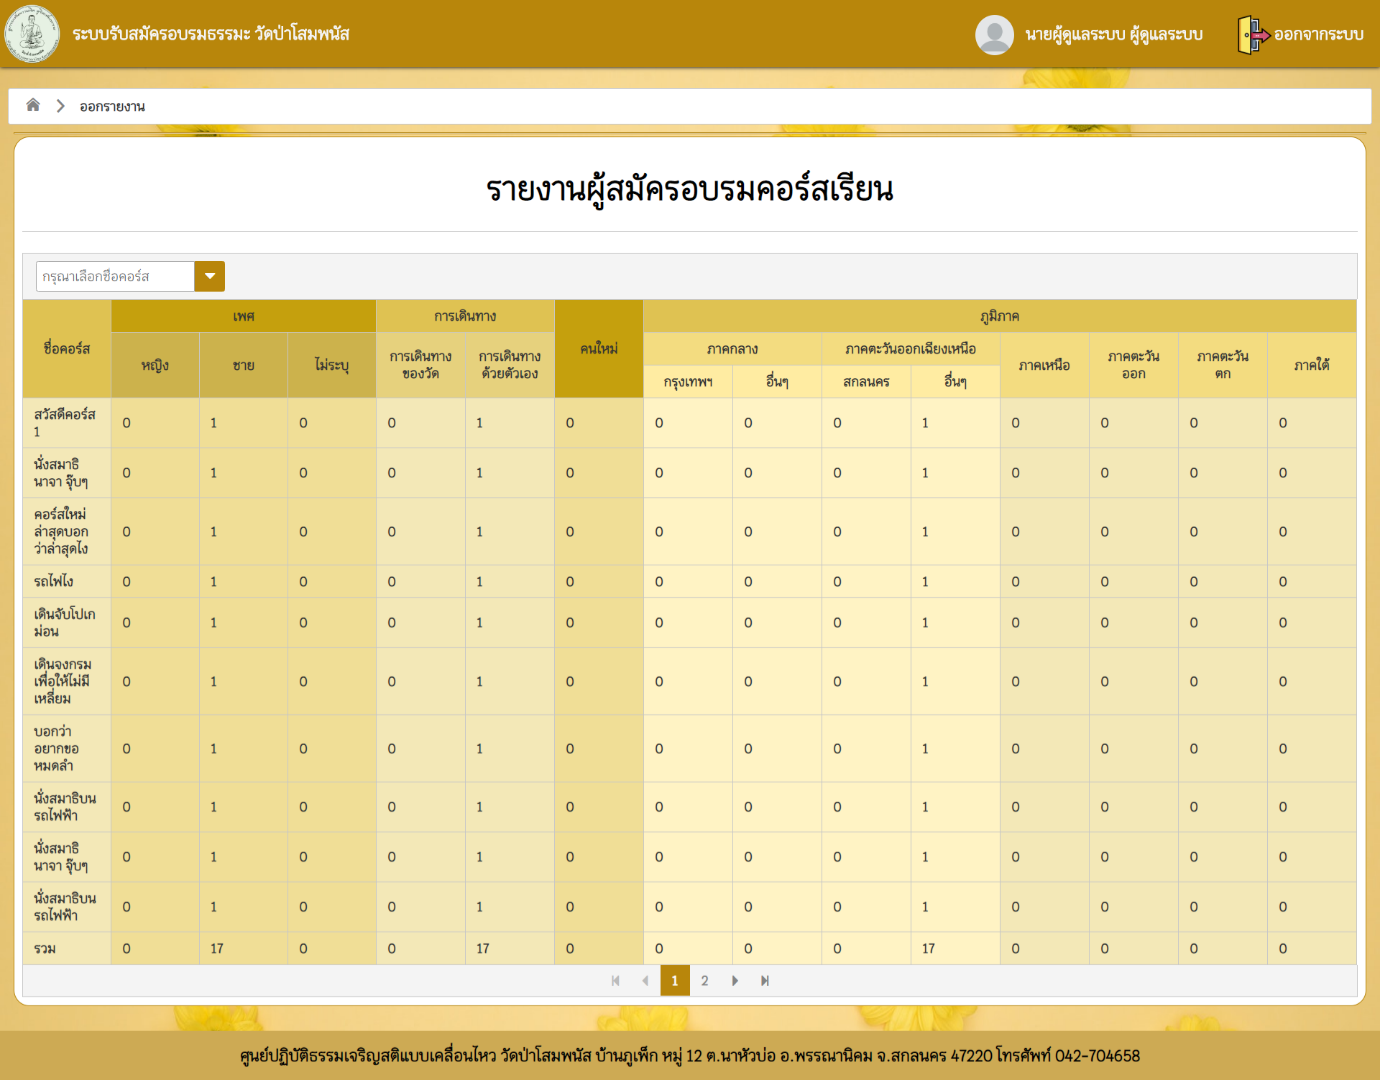 ระบบรับสมัครอบรมธรรมะ วัดป่าโสมพนัส
นายผู้ดูแลระบบ ผู้ดูแลระบบ
ออกจากระบบ
ออกรายงาน
รายงานผู้สมัครอบรมคอร์สเรียน
กรุณาเลือกชื่อคอร์ส
ชื่อคอร์ส เพศ การเดินทาง คนใหม่ ภูมิภาค
หญิง ชาย ไม่ระบุ การเดินทางของวัด การเดินทางด้วยตัวเอง ภาคกลาง ภาคตะวันออกเฉียงเหนือ ภาคเหนือ ภาคตะวันออก ภาคตะวันตก ภาคใต้
กรุงเทพฯ อื่นๆ สกลนคร อื่นๆ
สวัสดีคอร์ส 1 0 1 0 0 1 0 0 0 0 1 0 0 0 0
นั่งสมาธินาจา จุ๊บๆ 0 1 0 0 1 0 0 0 0 1 0 0 0 0
คอร์สใหม่ล่าสุดบอกว่าล่าสุดไง 0 1 0 0 1 0 0 0 0 1 0 0 0 0
รถไฟไง 0 1 0 0 1 0 0 0 0 1 0 0 0 0
เดินจับโปเกม่อน 0 1 0 0 1 0 0 0 0 1 0 0 0 0
เดินจงกรมเพื่อให้ไม่มีเหลี่ยม 0 1 0 0 1 0 0 0 0 1 0 0 0 0
บอกว่าอยากขอหมดลำ 0 1 0 0 1 0 0 0 0 1 0 0 0 0
นั่งสมาธิบนรถไฟฟ้า 0 1 0 0 1 0 0 0 0 1 0 0 0 0
นั่งสมาธินาจา จุ๊บๆ 0 1 0 0 1 0 0 0 0 1 0 0 0 0
นั่งสมาธิบนรถไฟฟ้า 0 1 0 0 1 0 0 0 0 1 0 0 0 0
รวม 0 17 0 0 17 0 0 0 0 17 0 0 0 0
1 2
ศูนย์ปฏิบัติธรรมเจริญสติแบบเคลื่อนไหว วัดป่าโสมพนัส บ้านภูเพ็ก หมู่ 12 ต.นาหัวบ่อ อ.พรรณานิคม จ.สกลนคร 47220 โทรศัพท์ 042-704658